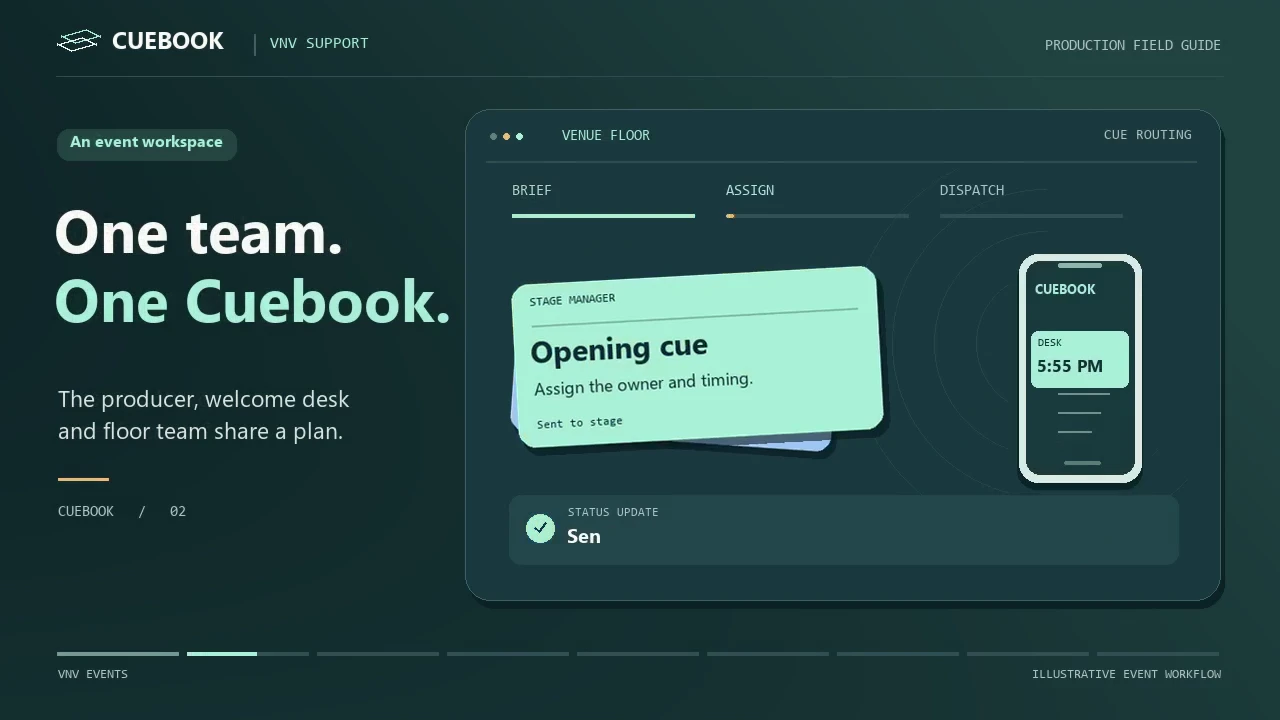 CUEBOOK
VNV SUPPORT
PRODUCTION FIELD GUIDE
An event workspace
One team.
One Cuebook.
The producer, welcome desk
and floor team share a plan.
CUEBOOK / 02
VENUE FLOOR
CUE ROUTING
BRIEF
ASSIGN
DISPATCH
STAGE MANAGER
Opening cue
Assign the owner and timing.
Sent to stage
CUEBOOK
DESK
5:55 PM
STATUS UPDATE
Sen
VNV EVENTS
ILLUSTRATIVE EVENT WORKFLOW